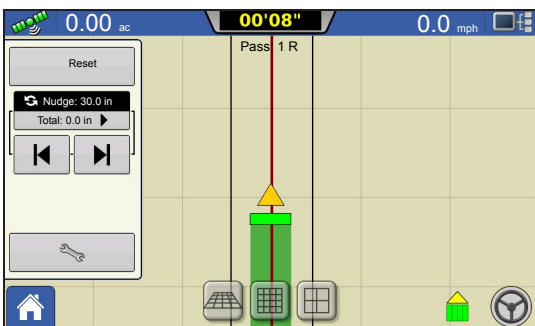 0.00 ac
00'08"
0.0 mph
Pass 1 R
Reset
Nudge: 30.0 in
Total: 0.0 in